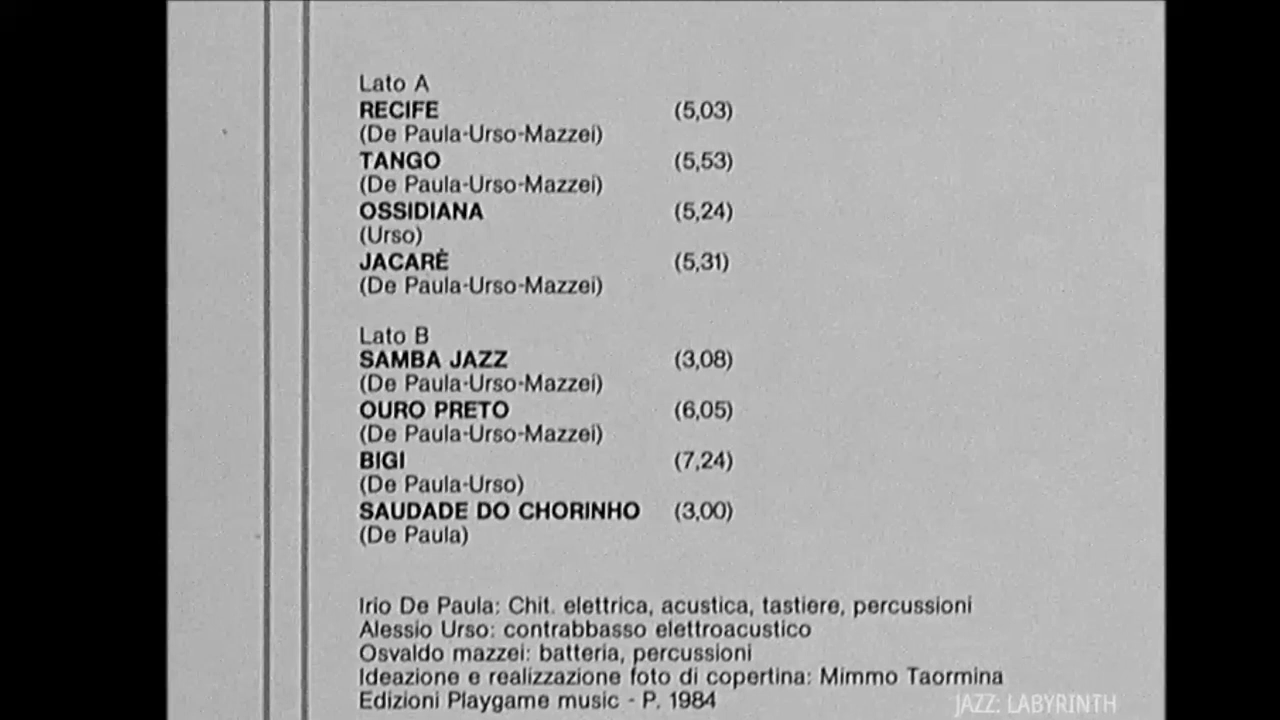 Lato A
RECIFE (5,03)
(De Paula-Urso-Mazzei)
TANGO (5,53)
(De Paula-Urso-Mazzei)
OSSIDIANA (5,24)
(Urso)
JACARÈ (5,31)
(De Paula-Urso-Mazzei)
Lato B
SAMBA JAZZ (3,08)
(De Paula-Urso-Mazzei)
OURO PRETO (6,05)
(De Paula-Urso-Mazzei)
BIGI (7,24)
(De Paula-Urso)
SAUDADE DO CHORINHO (3,00)
(De Paula)
Irio De Paula: Chit. elettrica, acustica, tastiere, percussioni
Alessio Urso: contrabbasso elettroacustico
Osvaldo mazzei: batteria, percussioni
Ideazione e realizzazione foto di copertina: Mimmo Taormina
Edizioni Playgame music - P. 1984
JAZZ: LABYRINTH